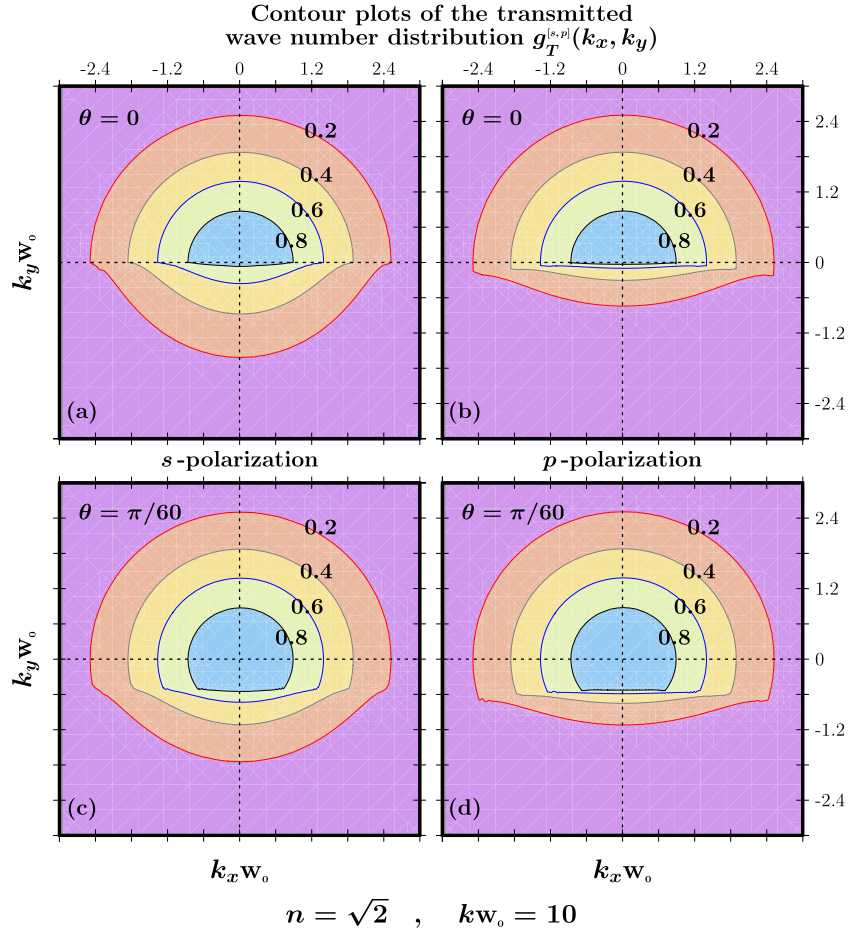 Contour plots of the transmitted
wave number distribution g_T^[s,p](k_x, k_y)
-2.4 -1.2 0 1.2 2.4 -2.4 -1.2 0 1.2 2.4
θ = 0 0.2 0.4 0.6 0.8 (a)
θ = 0 0.2 0.4 0.6 0.8 (b)
k_y w₀
2.4
1.2
0
-1.2
-2.4
s -polarization p -polarization
θ = π/60 0.2 0.4 0.6 0.8 (c)
θ = π/60 0.2 0.4 0.6 0.8 (d)
k_y w₀
2.4
1.2
0
-1.2
-2.4
k_x w₀ k_x w₀
n = √2 , kw₀ = 10